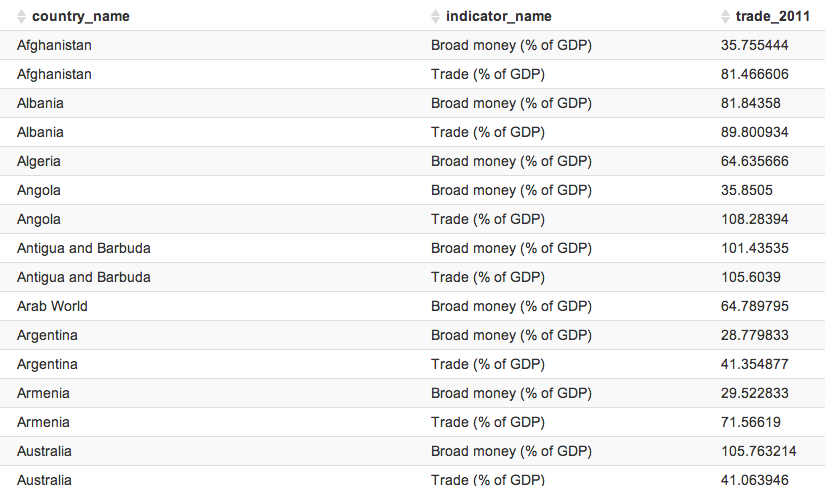 country_name indicator_name trade_2011
Afghanistan Broad money (% of GDP) 35.755444
Afghanistan Trade (% of GDP) 81.466606
Albania Broad money (% of GDP) 81.84358
Albania Trade (% of GDP) 89.800934
Algeria Broad money (% of GDP) 64.635666
Angola Broad money (% of GDP) 35.8505
Angola Trade (% of GDP) 108.28394
Antigua and Barbuda Broad money (% of GDP) 101.43535
Antigua and Barbuda Trade (% of GDP) 105.6039
Arab World Broad money (% of GDP) 64.789795
Argentina Broad money (% of GDP) 28.779833
Argentina Trade (% of GDP) 41.354877
Armenia Broad money (% of GDP) 29.522833
Armenia Trade (% of GDP) 71.56619
Australia Broad money (% of GDP) 105.763214
Australia Trade (% of GDP) 41.063946